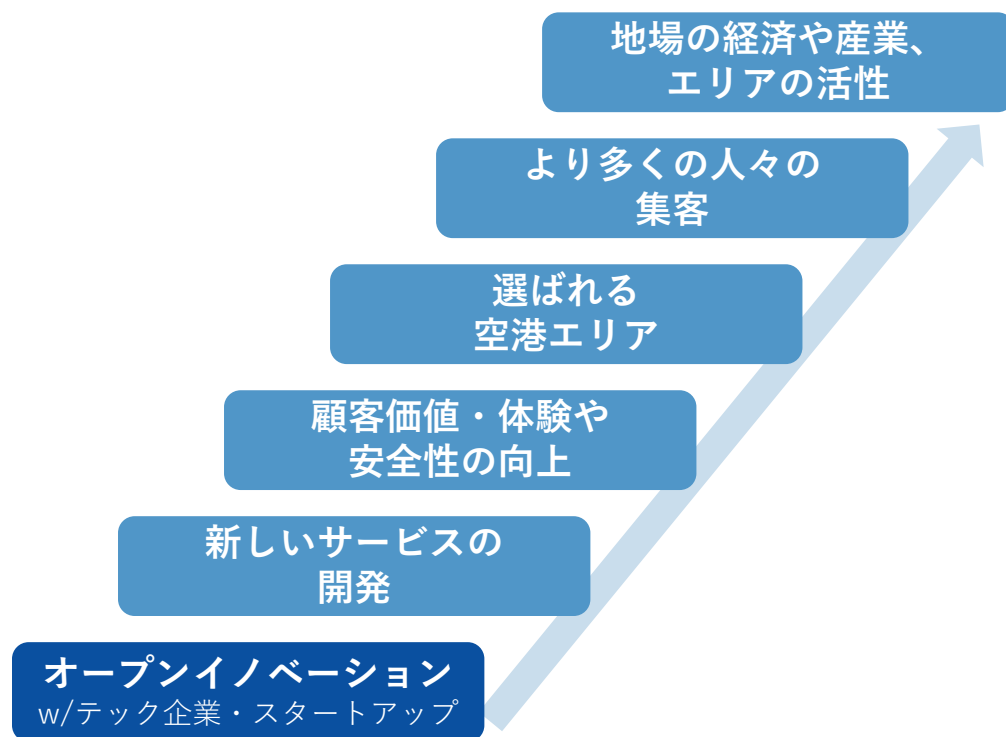 地場の経済や産業、
エリアの活性
より多くの人々の
集客
選ばれる
空港エリア
顧客価値・体験や
安全性の向上
新しいサービスの
開発
オープンイノベーション
w/テック企業・スタートアップ